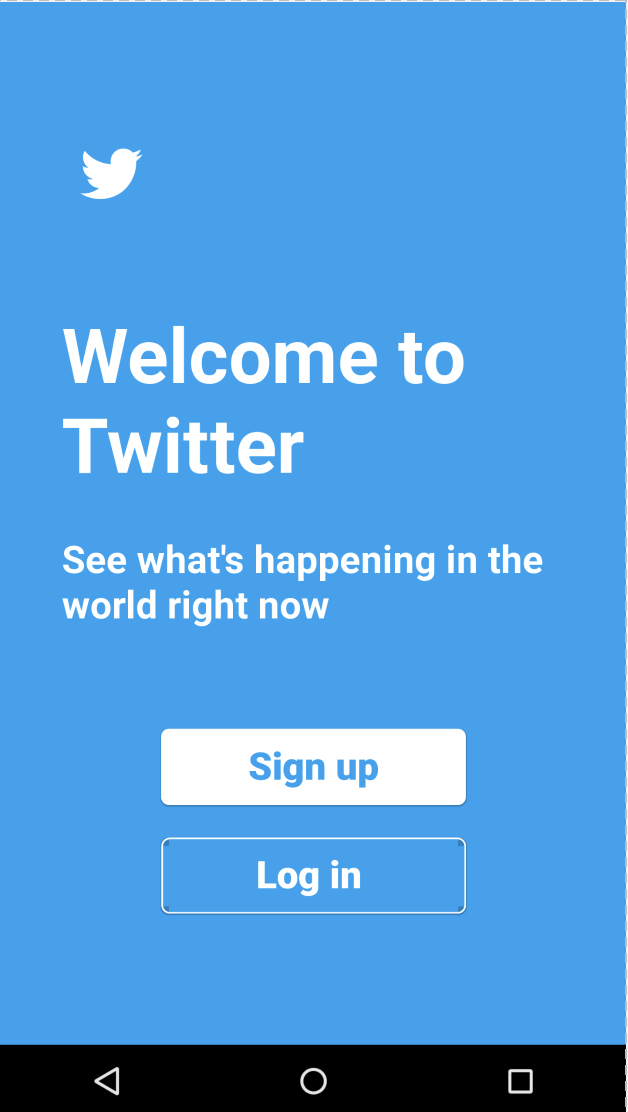 Welcome to
Twitter
See what's happening in the
world right now
Sign up
Log in